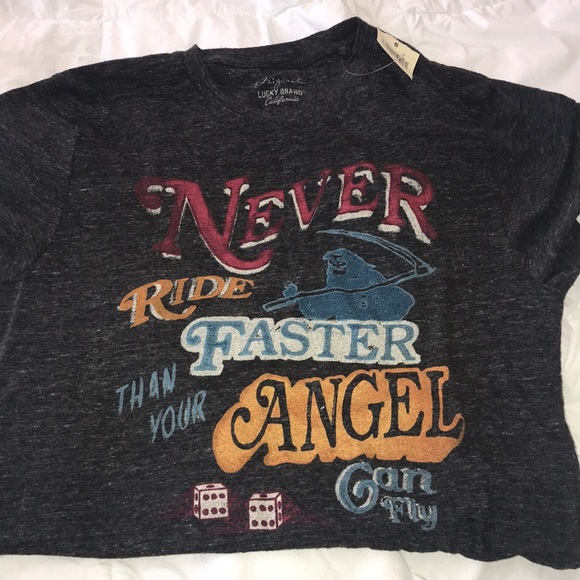 Original
LUCKY BRAND
California
NEVER
RIDE
FASTER
THAN YOUR
ANGEL
Can
Fly